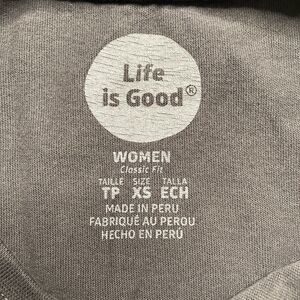 Life
is Good®
WOMEN
Classic Fit
TAILLE SIZE TALLA
TP XS ECH
MADE IN PERU
FABRIQUÉ AU PEROU
HECHO EN PERÚ